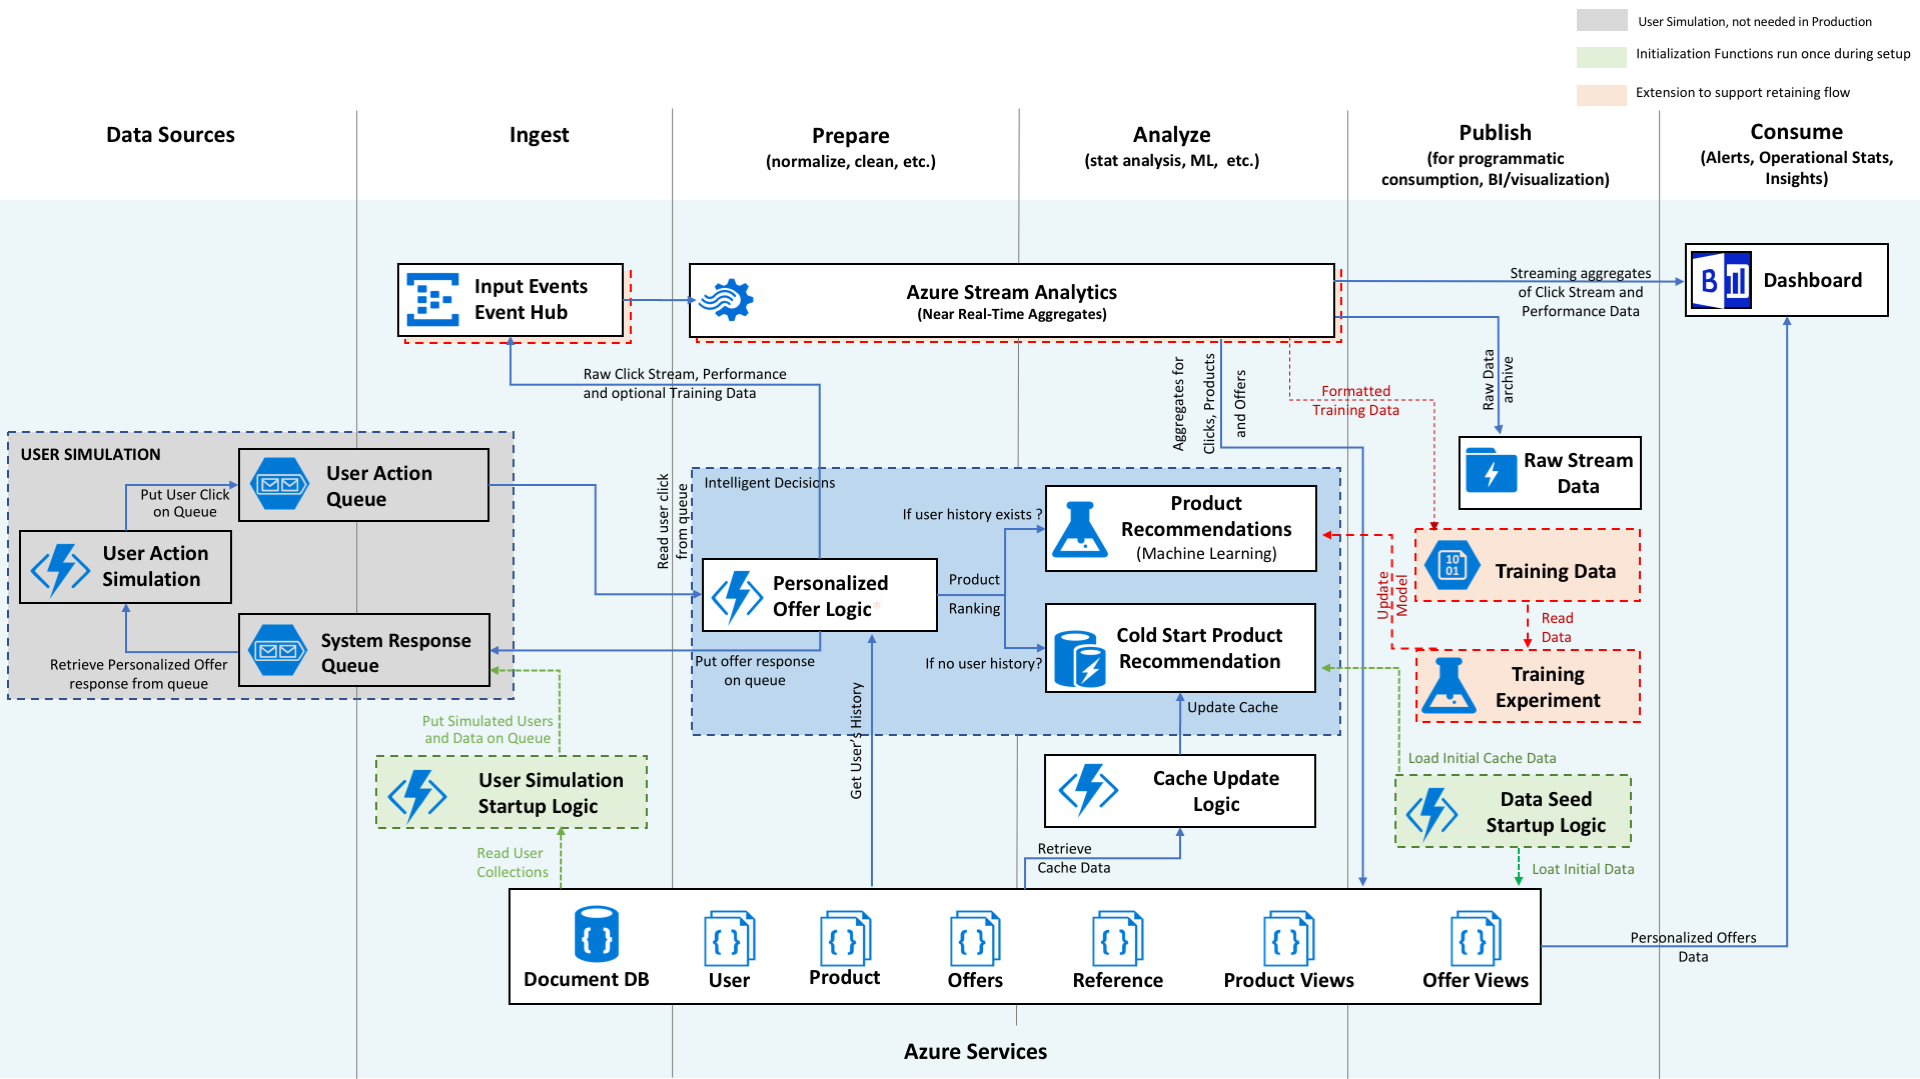 User Simulation, not needed in Production
Initialization Functions run once during setup
Extension to support retaining flow
Data Sources
Ingest
Prepare
(normalize, clean, etc.)
Analyze
(stat analysis, ML, etc.)
Publish
(for programmatic
consumption, BI/visualization)
Consume
(Alerts, Operational Stats,
Insights)
Input Events
Event Hub
Azure Stream Analytics
(Near Real-Time Aggregates)
Streaming aggregates
of Click Stream and
Performance Data
B
Dashboard
Raw Click Stream, Performance
and optional Training Data
Aggregates for
Clicks, Products
and Offers
Formatted
Training Data
Raw Data
archive
USER SIMULATION
User Action
Queue
Put User Click
on Queue
User Action
Simulation
System Response
Queue
Retrieve Personalized Offer
response from queue
Read user click
from queue
Intelligent Decisions
If user history exists ?
Product
Recommendations
(Machine Learning)
Personalized
Offer Logic
Product
Ranking
Cold Start Product
Recommendation
If no user history?
Put offer response
on queue
Raw Stream
Data
10
01
Training Data
Update
Model
Read
Data
Training
Experiment
Put Simulated Users
and Data on Queue
User Simulation
Startup Logic
Read User
Collections
Get User's History
Update Cache
Cache Update
Logic
Retrieve
Cache Data
Load Initial Cache Data
Data Seed
Startup Logic
Loat Initial Data
Document DB
User
Product
Offers
Reference
Product Views
Offer Views
Personalized Offers
Data
Azure Services